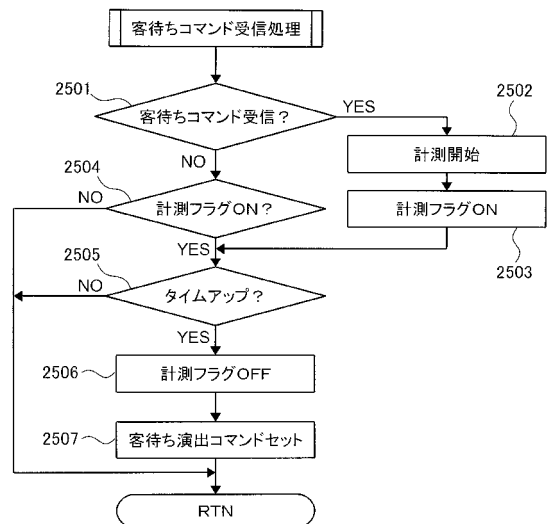 客待ちコマンド受信処理
2501
客待ちコマンド受信？
YES
2502
計測開始
NO
2504
NO
計測フラグON？
計測フラグON
YES
2503
2505
NO
タイムアップ？
YES
2506
計測フラグOFF
2507
客待ち演出コマンドセット
RTN